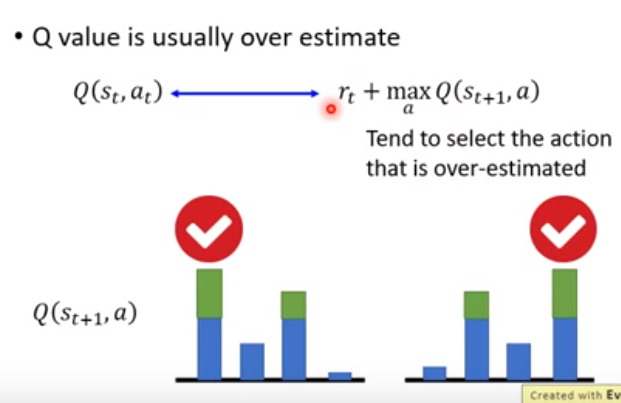 • Q value is usually over estimate
Q(s_t, a_t) ⟷ r_t + max_a Q(s_{t+1}, a)
Tend to select the action
that is over-estimated
Q(s_{t+1}, a)
Created with Ev